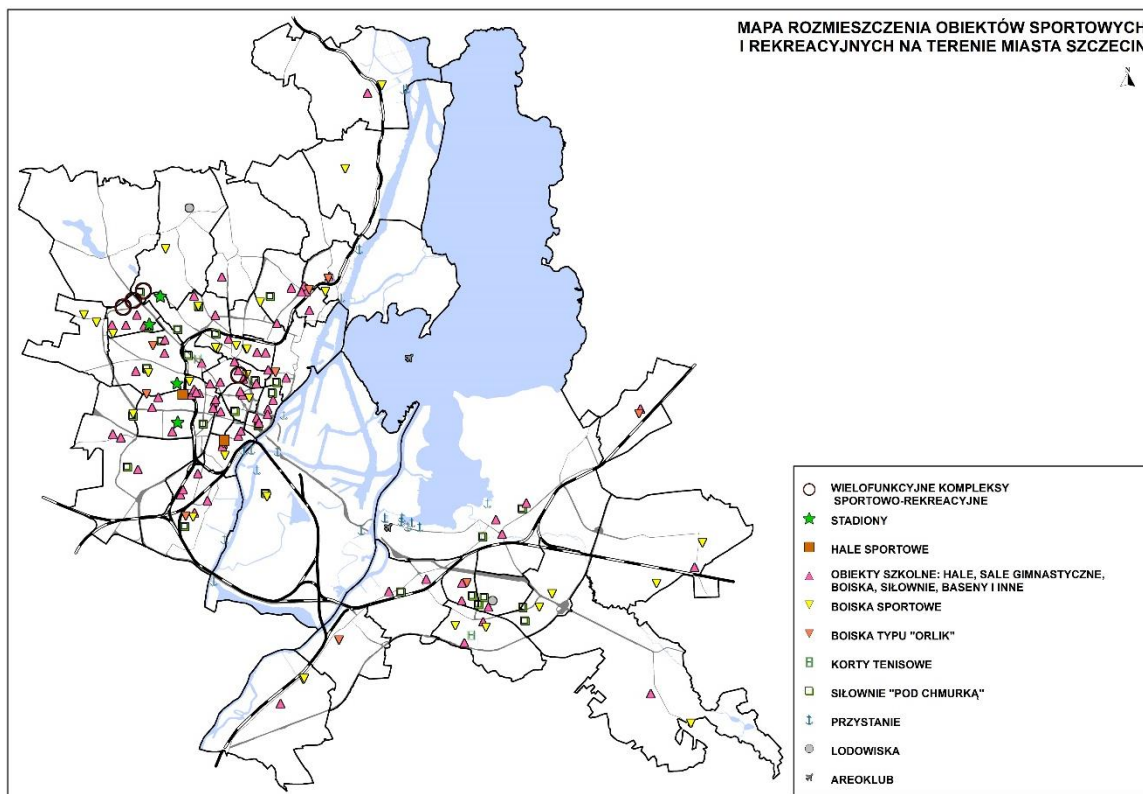 MAPA ROZMIESZCZENIA OBIEKTÓW SPORTOWYCH
I REKREACYJNYCH NA TERENIE MIASTA SZCZECIN
N
WIELOFUNKCYJNE KOMPLEKSY
SPORTOWO-REKREACYJNE
STADIONY
HALE SPORTOWE
OBIEKTY SZKOLNE: HALE, SALE GIMNASTYCZNE,
BOISKA, SIŁOWNIE, BASENY I INNE
BOISKA SPORTOWE
BOISKA TYPU "ORLIK"
KORTY TENISOWE
SIŁOWNIE "POD CHMURKĄ"
PRZYSTANIE
LODOWISKA
AREOKLUB